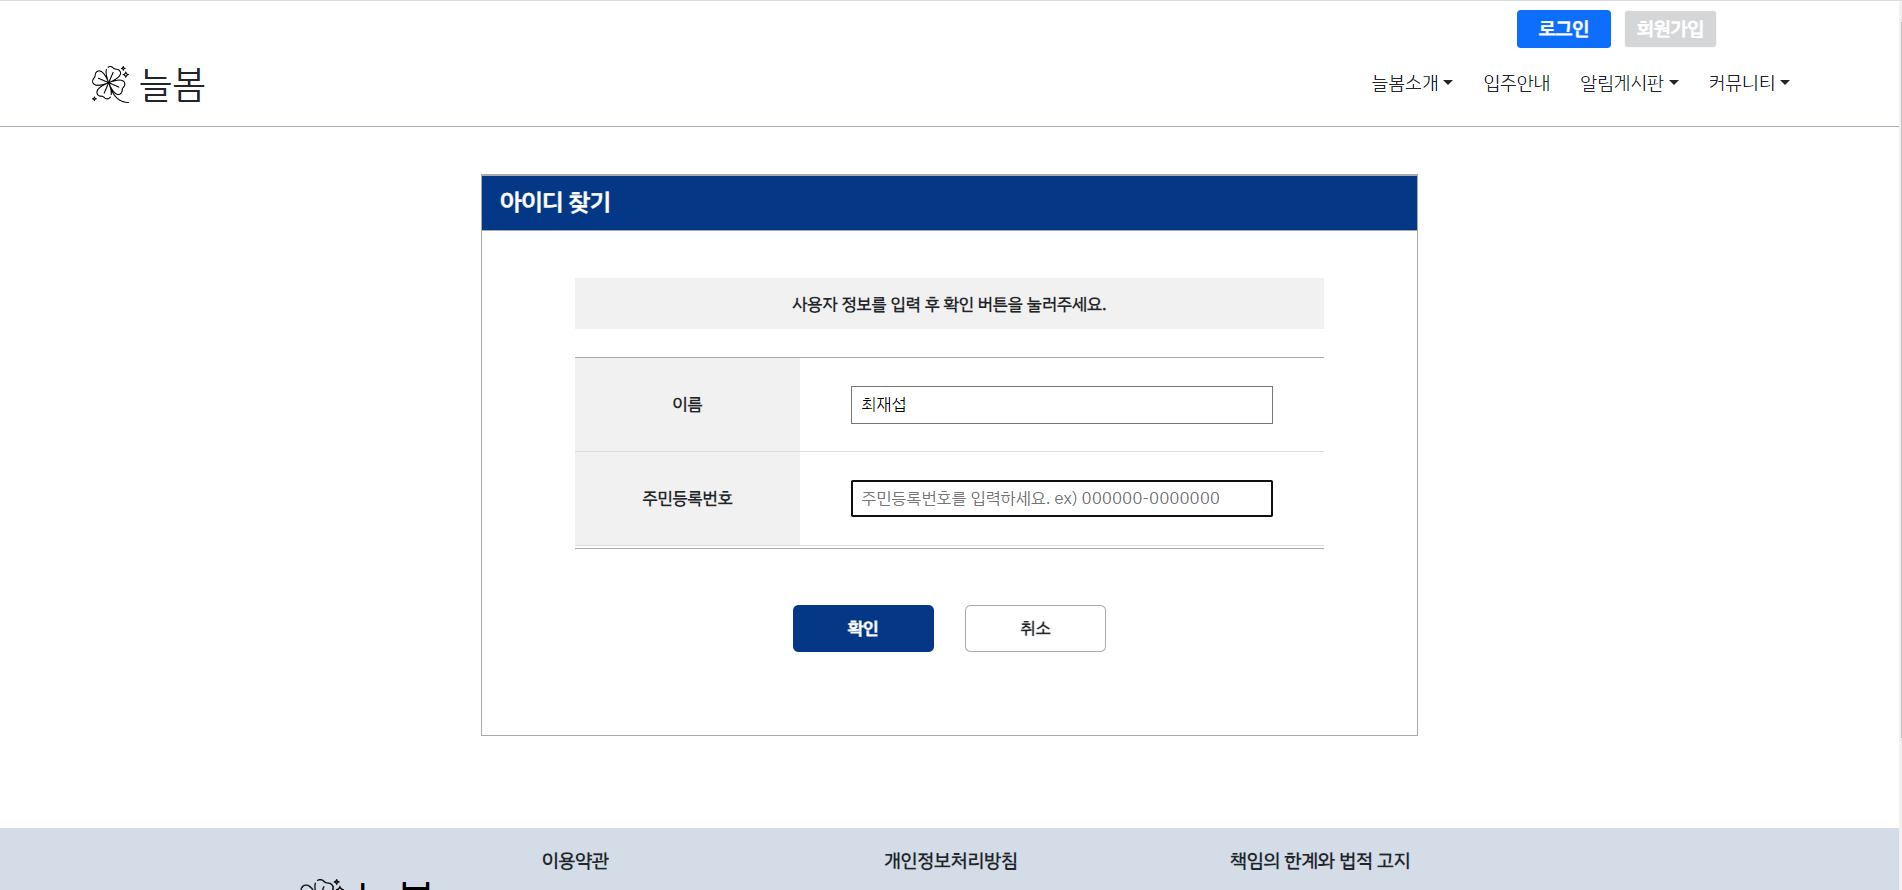 로그인 회원가입
늘봄
늘봄소개 입주안내 알림게시판 커뮤니티
아이디 찾기
사용자 정보를 입력 후 확인 버튼을 눌러주세요.
이름 최재섭
주민등록번호 주민등록번호를 입력하세요. ex) 000000-0000000
확인 취소
이용약관 개인정보처리방침 책임의 한계와 법적 고지